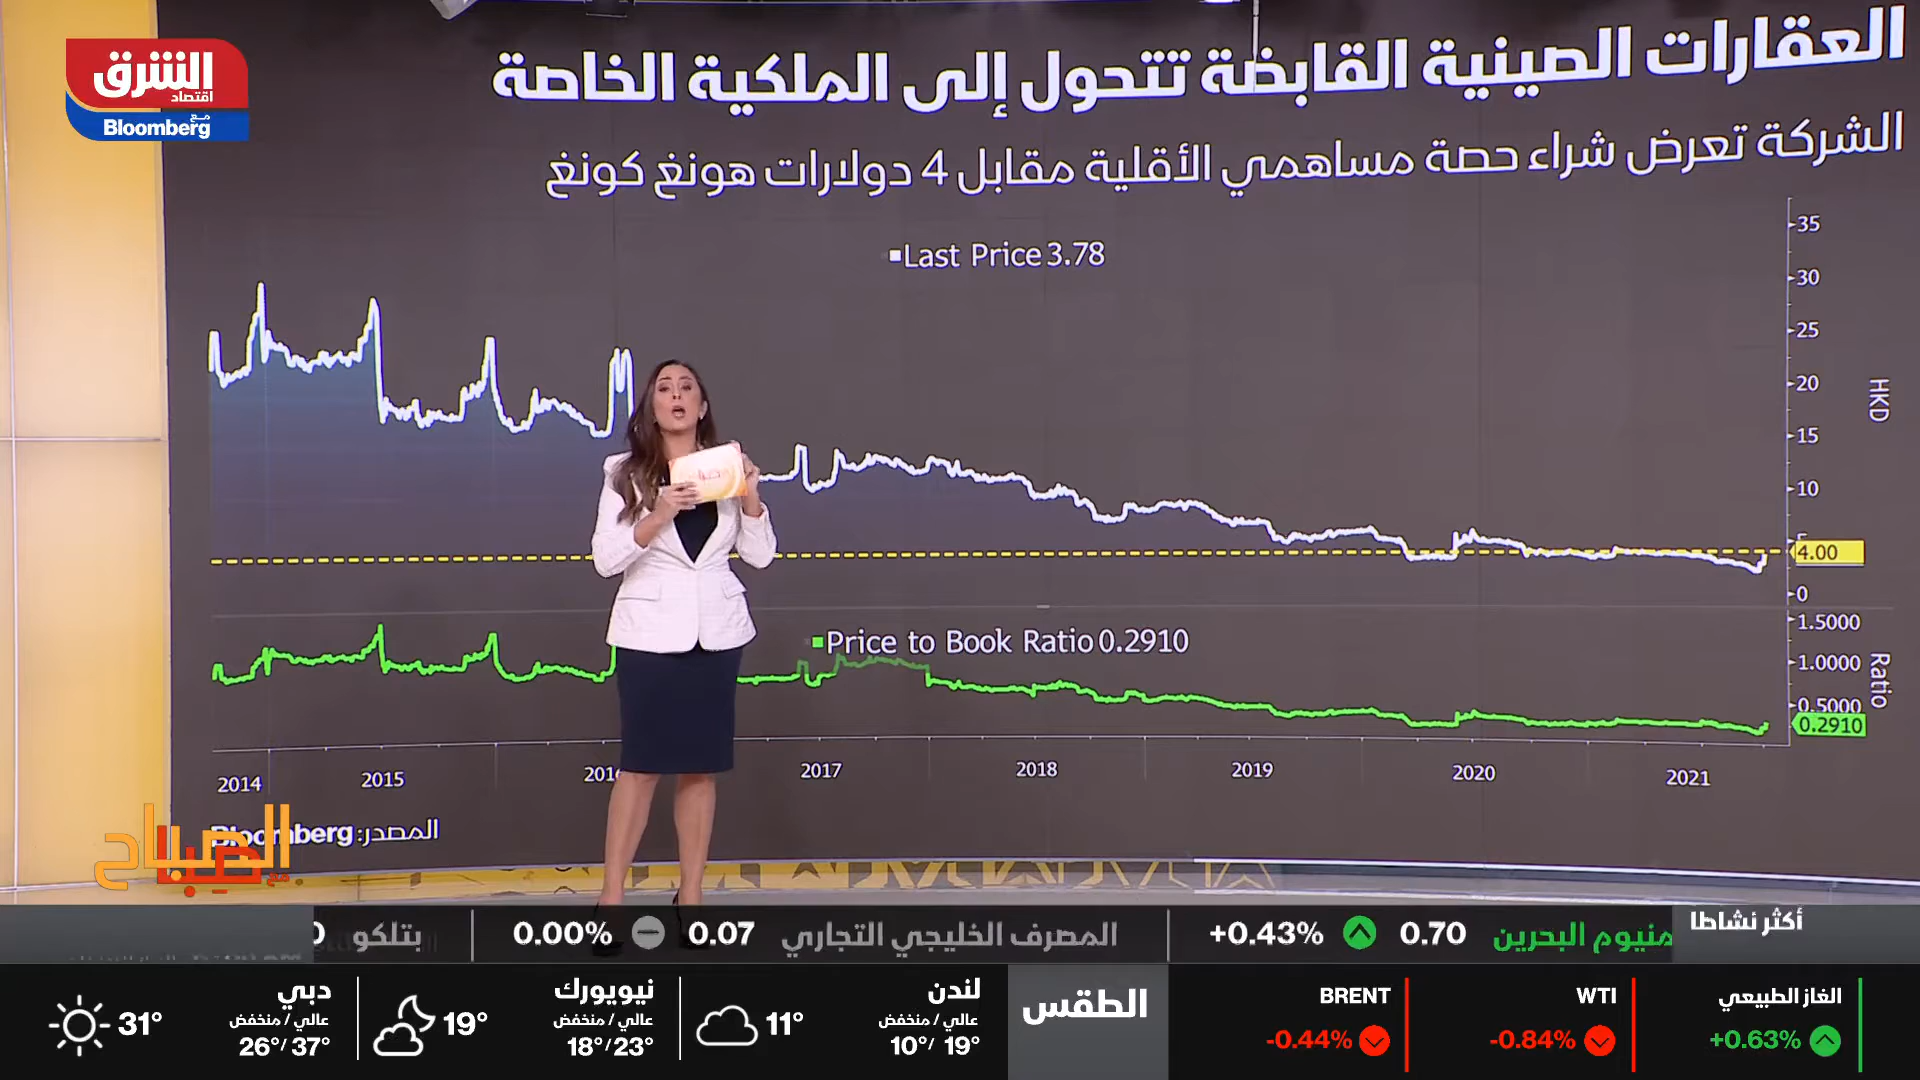 الشرق
اقتصاد
مع
Bloomberg
العقارات الصينية القابضة تتحول إلى الملكية الخاصة
الشركة تعرض شراء حصة مساهمي الأقلية مقابل 4 دولارات هونغ كونغ
Last Price 3.78
35
30
25
20
15
10
4.00
0
HKD
Price to Book Ratio 0.2910
1.5000
1.0000
0.5000
0.2910
Ratio
2014
2015
2016
2017
2018
2019
2020
2021
المصدر: Bloomberg
الصباح
مع
أكثر نشاطا
منيوم البحرين 0.70 +0.43%
المصرف الخليجي التجاري 0.07 0.00%
بتلكو
الغاز الطبيعي
+0.63%
WTI
-0.84%
BRENT
-0.44%
الطقس
لندن
عالي/ منخفض
10°/ 19°
11°
نيويورك
عالي/ منخفض
18°/23°
19°
دبي
عالي/ منخفض
26°/37°
31°